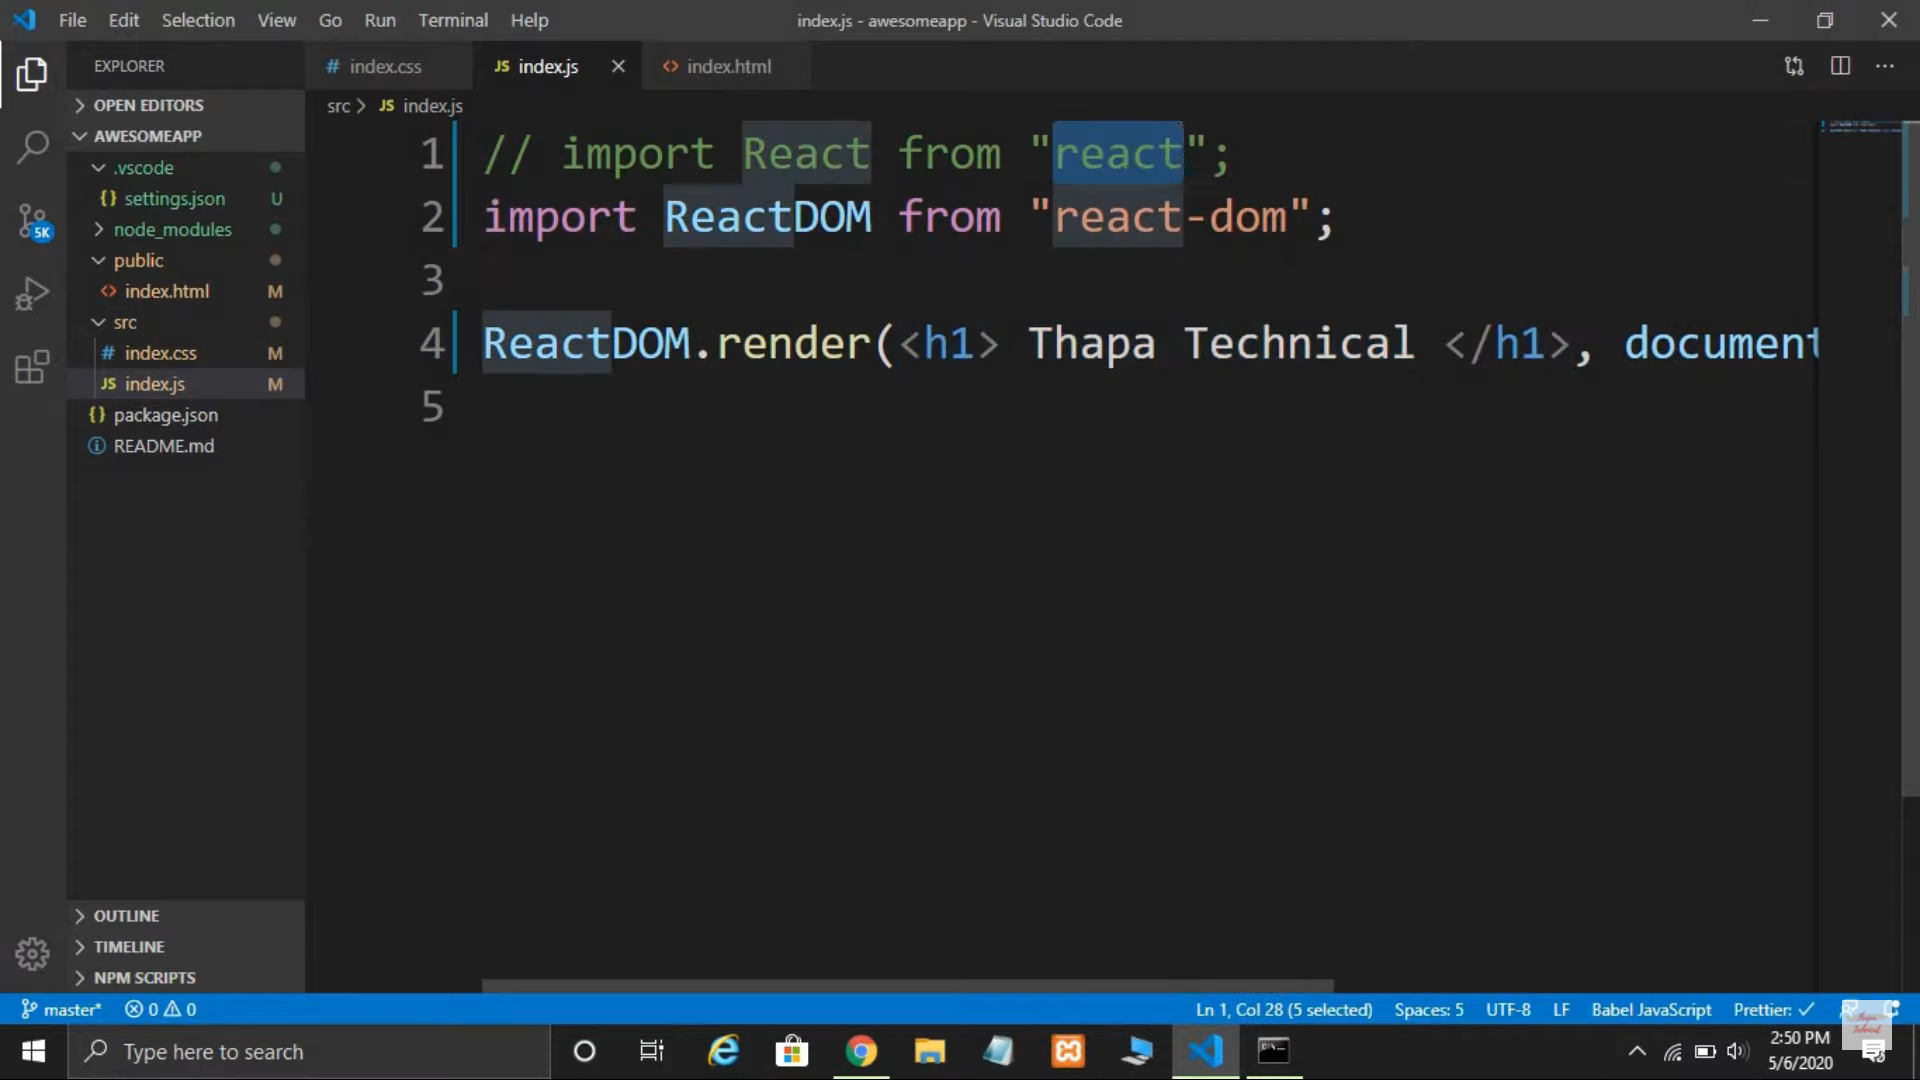 File Edit Selection View Go Run Terminal Help
index.js - awesomeapp - Visual Studio Code
EXPLORER
# index.css
JS index.js
<> index.html
OPEN EDITORS
src > JS index.js
AWESOMEAPP
.vscode
{} settings.json U
node_modules
public
<> index.html M
src
# index.css M
JS index.js M
{} package.json
README.md
5K
1 // import React from "react";
2 import ReactDOM from "react-dom";
3
4 ReactDOM.render(<h1> Thapa Technical </h1>, document
5
OUTLINE
TIMELINE
NPM SCRIPTS
master* 0 0
Ln 1, Col 28 (5 selected) Spaces: 5 UTF-8 LF Babel JavaScript Prettier: ✓
Type here to search
2:50 PM
5/6/2020